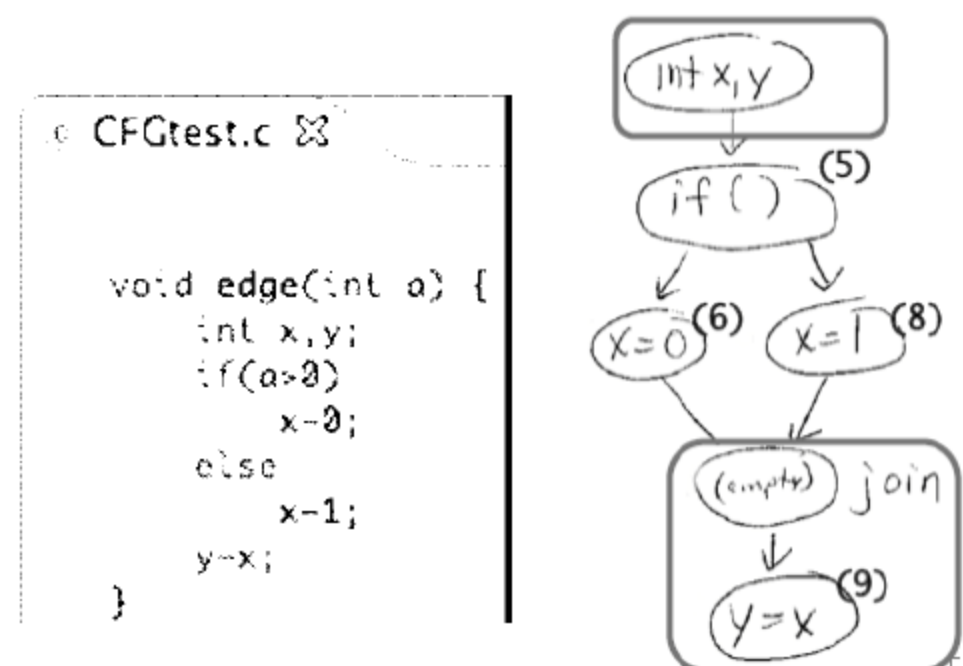 CFGtest.c
void edge(int a) {
int x,y;
if(a>0)
x=0;
else
x=1;
y=x;
}
int x,y
if ( )
(5)
x=0
(6)
x=1
(8)
(empty)
join
y=x
(9)